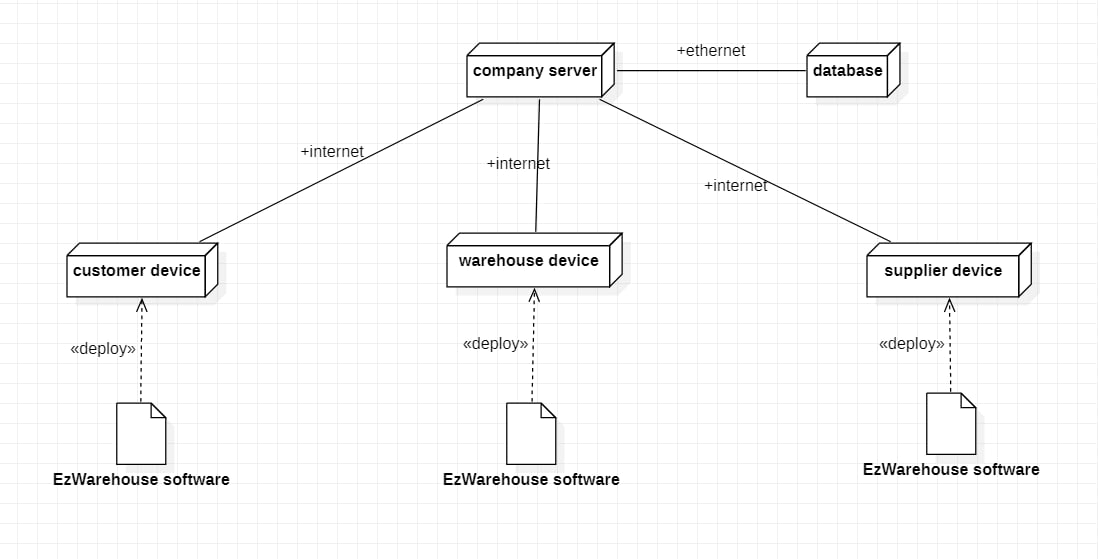 +ethernet
company server
database
+internet
+internet
+internet
customer device
warehouse device
supplier device
«deploy»
«deploy»
«deploy»
EzWarehouse software
EzWarehouse software
EzWarehouse software